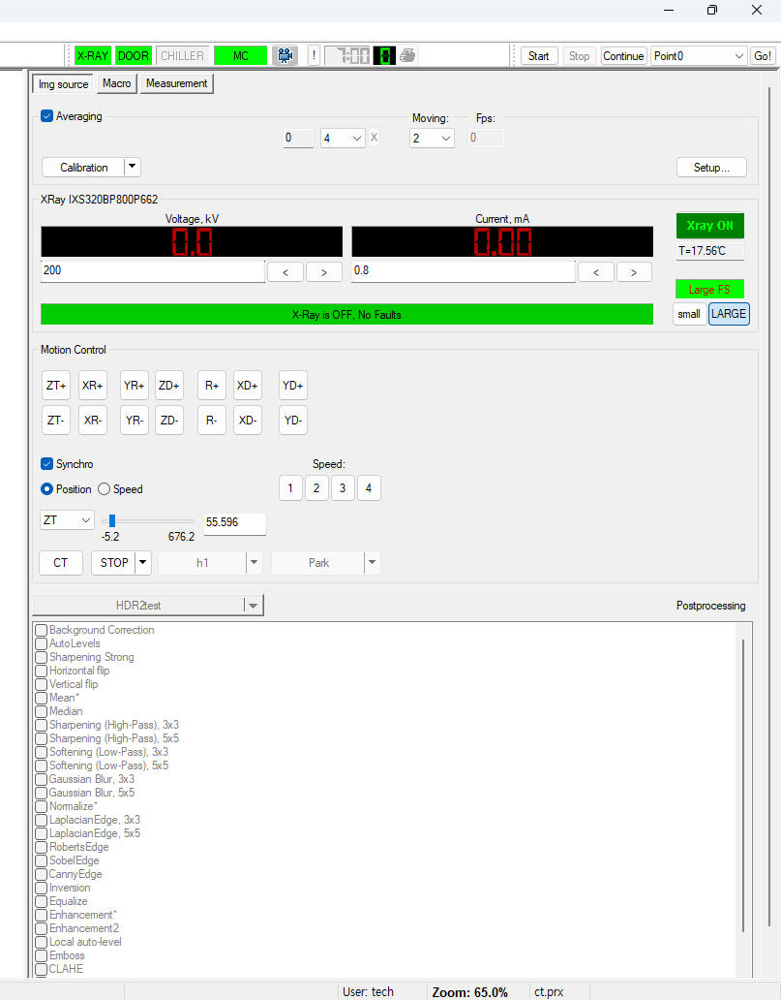 X-RAY DOOR CHILLER MC ! 7:00 0 Start Stop Continue Point0 Go!
Img source Macro Measurement
Averaging Moving: Fps:
0 4 X 2 0
Calibration Setup...
XRay IXS320BP800P662
Voltage, kV Current, mA
0.0 0.00 Xray ON
T=17.56℃
200 < > 0.8 < >
Large FS
X-Ray is OFF, No Faults small LARGE
Motion Control
ZT+ XR+ YR+ ZD+ R+ XD+ YD+
ZT- XR- YR- ZD- R- XD- YD-
Synchro Speed:
Position Speed 1 2 3 4
ZT 55.596
-5.2 676.2
CT STOP h1 Park
HDR2test Postprocessing
Background Correction
AutoLevels
Sharpening Strong
Horizontal flip
Vertical flip
Mean*
Median
Sharpening (High-Pass), 3x3
Sharpening (High-Pass), 5x5
Softening (Low-Pass), 3x3
Softening (Low-Pass), 5x5
Gaussian Blur, 3x3
Gaussian Blur, 5x5
Normalize*
LaplacianEdge, 3x3
LaplacianEdge, 5x5
RobertsEdge
SobelEdge
CannyEdge
Inversion
Equalize
Enhancement*
Enhancement2
Local auto-level
Emboss
CLAHE
User: tech Zoom: 65.0% ct.prx